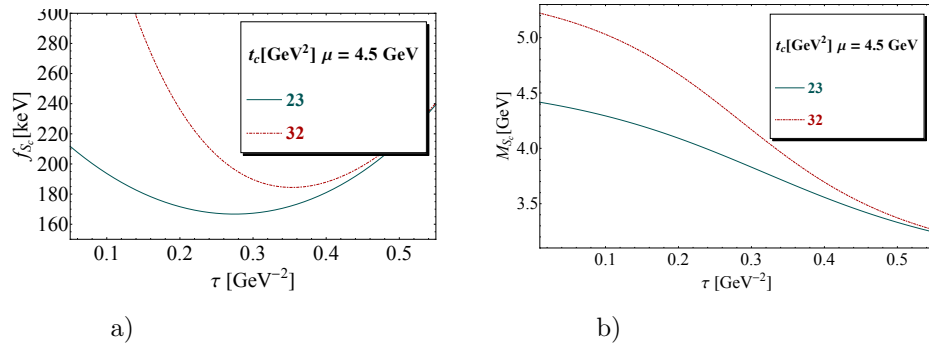 300
280
260
240
220
200
180
160
f_{S_c} [keV]
t_c[GeV²] μ = 4.5 GeV
23
32
0.1 0.2 0.3 0.4 0.5
τ [GeV⁻²]
a)
5.0
4.5
4.0
3.5
M_{S_c} [GeV]
t_c[GeV²] μ = 4.5 GeV
23
32
0.1 0.2 0.3 0.4 0.5
τ [GeV⁻²]
b)